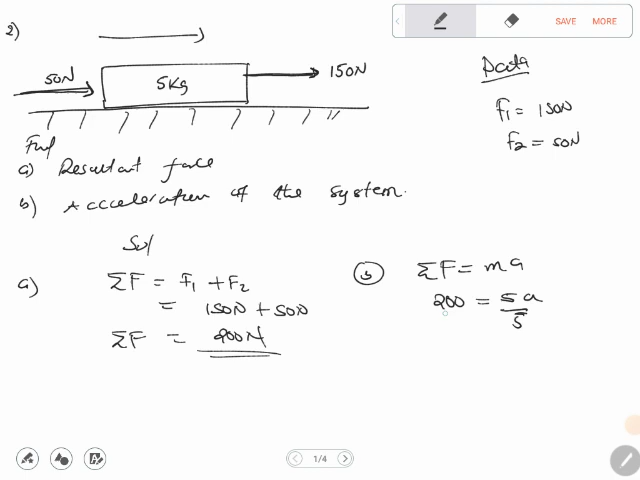 2)
SAVE MORE
50N 5Kg 150N
Data
F₁ = 150N
F₂ = 50N
Find
a) Resultant force
b) Acceleration of the system.
Sol
a) ΣF = F₁ + F₂
= 150N + 50N
ΣF = 200N
b ΣF = ma
200 = 5a
5
1/4